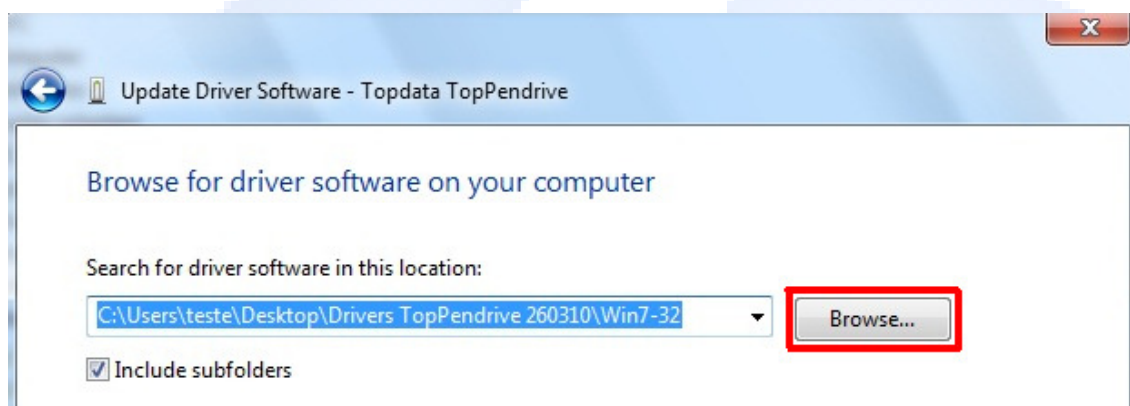 Update Driver Software - Topdata TopPendrive
Browse for driver software on your computer
Search for driver software in this location:
C:\Users\teste\Desktop\Drivers TopPendrive 260310\Win7-32
Browse...
Include subfolders